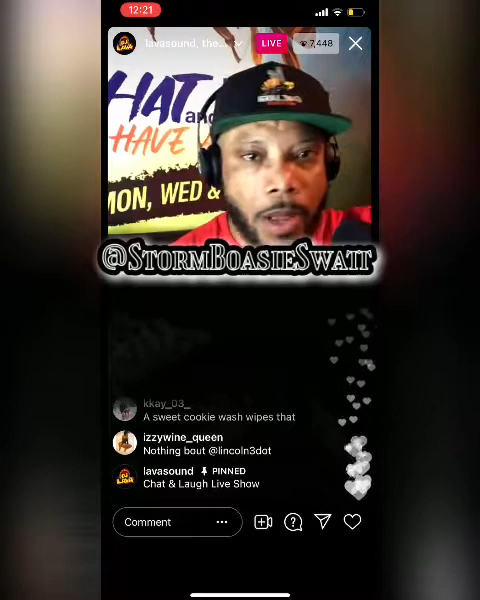 12:21
lavasound, the...
LIVE
7,448
HAT
and
HAVE
MON, WED &
@StormBoasieSwatt
kkay_03_
A sweet cookie wash wipes that
izzywine_queen
Nothing bout @lincoln3dot
lavasound PINNED
Chat & Laugh Live Show
Comment